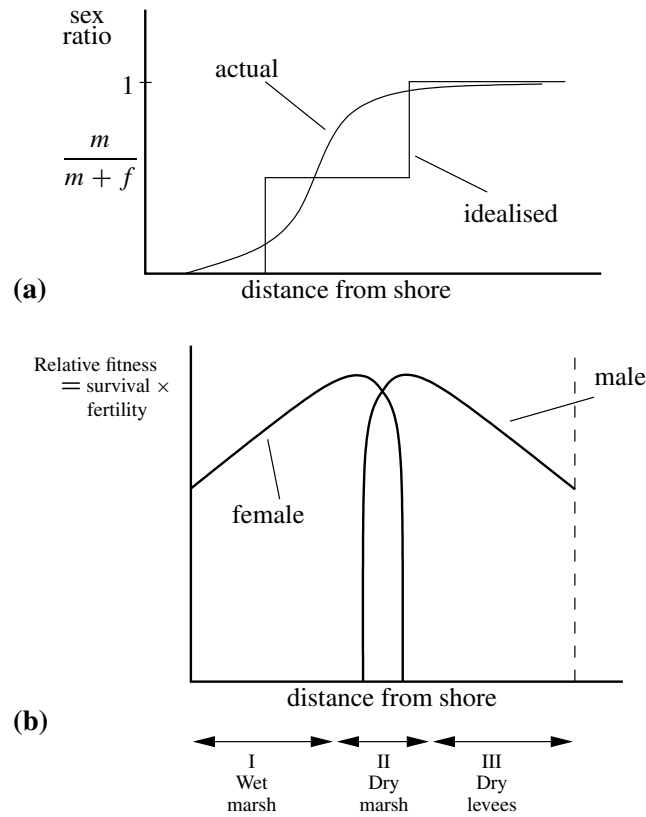 sex
ratio
actual
1
m
m + f
idealised
(a)
distance from shore
Relative fitness
= survival ×
fertility
male
female
distance from shore
(b)
I
Wet
marsh
II
Dry
marsh
III
Dry
levees